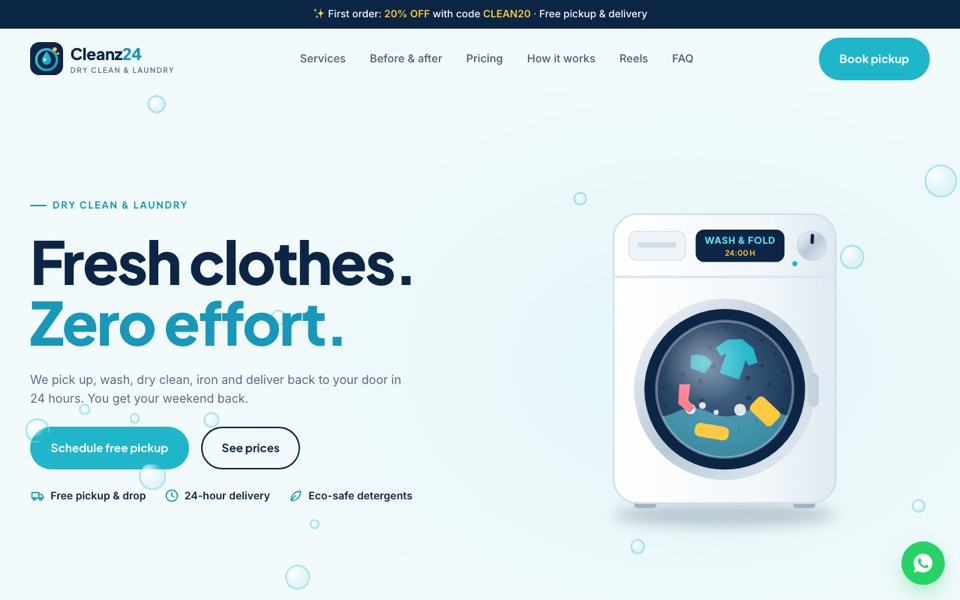 ✨ First order: 20% OFF with code CLEAN20 · Free pickup & delivery
Cleanz24
DRY CLEAN & LAUNDRY
Services
Before & after
Pricing
How it works
Reels
FAQ
Book pickup
DRY CLEAN & LAUNDRY
Fresh clothes.
Zero effort.
We pick up, wash, dry clean, iron and deliver back to your door in
24 hours. You get your weekend back.
Schedule free pickup
See prices
Free pickup & drop
24-hour delivery
Eco-safe detergents
WASH & FOLD
24:00 H